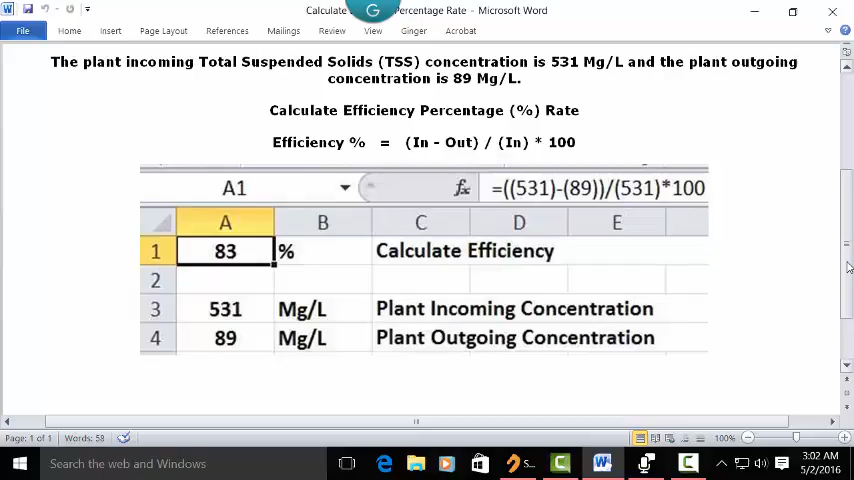 Calculate Percentage Rate - Microsoft Word
G
File Home Insert Page Layout References Mailings Review View Ginger Acrobat
The plant incoming Total Suspended Solids (TSS) concentration is 531 Mg/L and the plant outgoing
concentration is 89 Mg/L.
Calculate Efficiency Percentage (%) Rate
Efficiency % = (In - Out) / (In) * 100
A1 fx =((531)-(89))/(531)*100
A B C D E
1 83 % Calculate Efficiency
2
3 531 Mg/L Plant Incoming Concentration
4 89 Mg/L Plant Outgoing Concentration
Page: 1 of 1 Words: 58 100%
Search the web and Windows S... 3:02 AM
5/2/2016